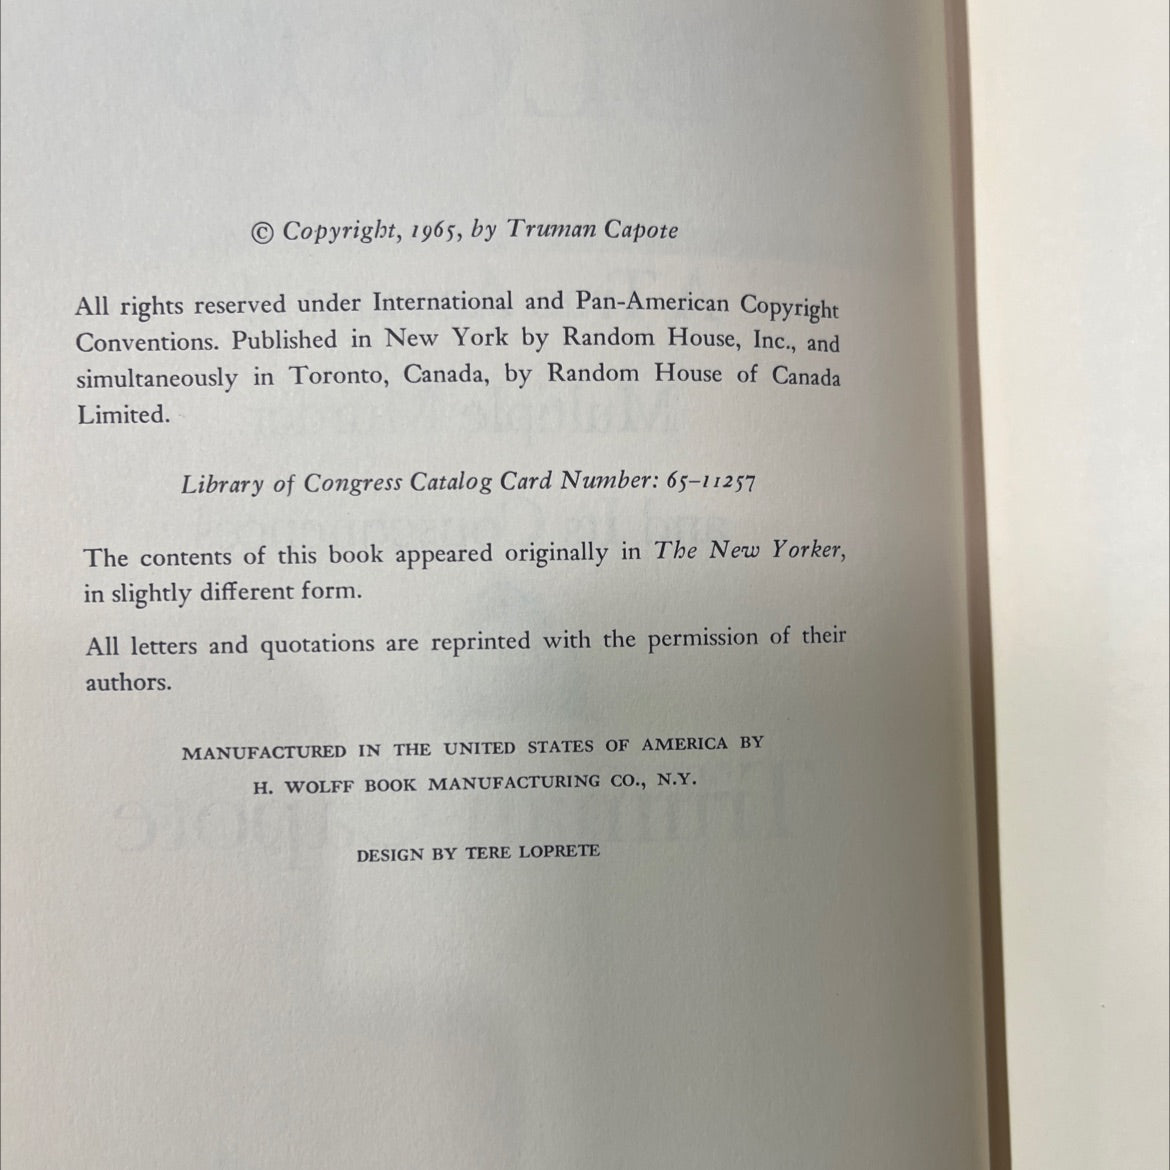 © Copyright, 1965, by Truman Capote
All rights reserved under International and Pan-American Copyright
Conventions. Published in New York by Random House, Inc., and
simultaneously in Toronto, Canada, by Random House of Canada
Limited.
Library of Congress Catalog Card Number: 65–11257
The contents of this book appeared originally in The New Yorker,
in slightly different form.
All letters and quotations are reprinted with the permission of their
authors.
MANUFACTURED IN THE UNITED STATES OF AMERICA BY
H. WOLFF BOOK MANUFACTURING CO., N.Y.
DESIGN BY TERE LOPRETE